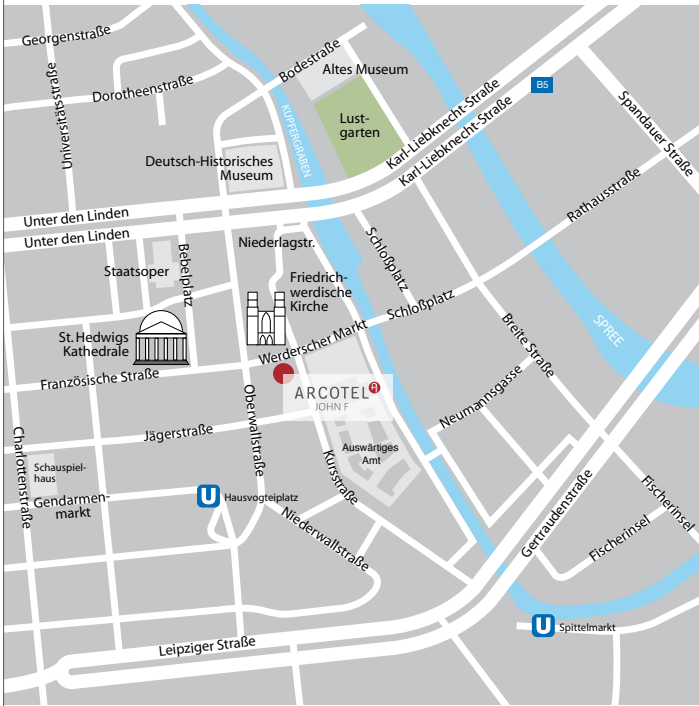 Georgenstraße
Universitätsstraße
Dorotheenstraße
Bodestraße
Altes Museum
Lust-
garten
KUPFERGRABEN
Karl-Liebknecht-Straße
Karl-Liebknecht-Straße
B5
Spandauer Straße
Rathausstraße
Deutsch-Historisches
Museum
Unter den Linden
Unter den Linden
Niederlagstr.
Staatsoper
Bebelplatz
Schloßplatz
Schloßplatz
Friedrich-
werdische
Kirche
St. Hedwigs
Kathedrale
Werderscher Markt
Breite Straße
SPREE
Französische Straße
ARCOTEL
JOHN F
Neumannsgasse
Oberwallstraße
Jägerstraße
Charlottenstraße
Kursstraße
Auswärtiges
Amt
Schauspiel-
haus
Gendarmen-
markt
U
Hausvogteiplatz
Niederwallstraße
Gertraudenstraße
Fischerinsel
Fischerinsel
U
Spittelmarkt
Leipziger Straße